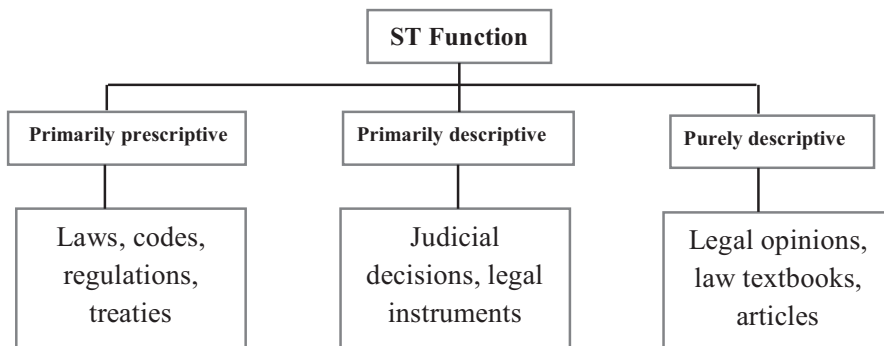 ST Function
Primarily prescriptive
Primarily descriptive
Purely descriptive
Laws, codes,
regulations,
treaties
Judicial
decisions, legal
instruments
Legal opinions,
law textbooks,
articles